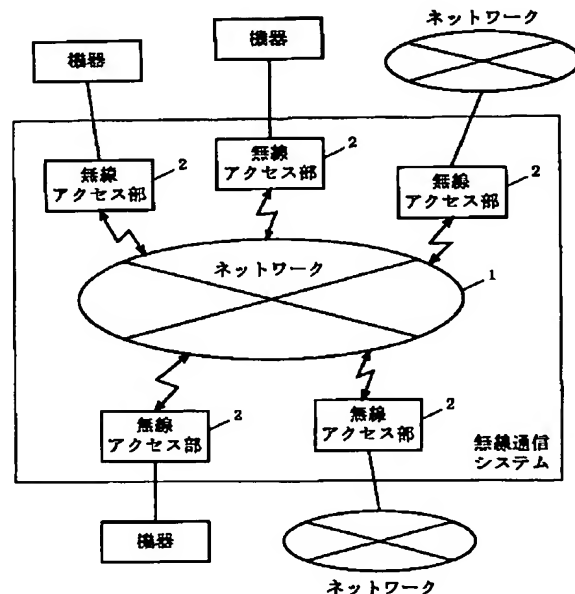 ネットワーク
機器
機器
無線
アクセス部
2
無線
アクセス部
2
無線
アクセス部
2
ネットワーク
1
無線
アクセス部
2
無線
アクセス部
2
無線通信
システム
機器
ネットワーク